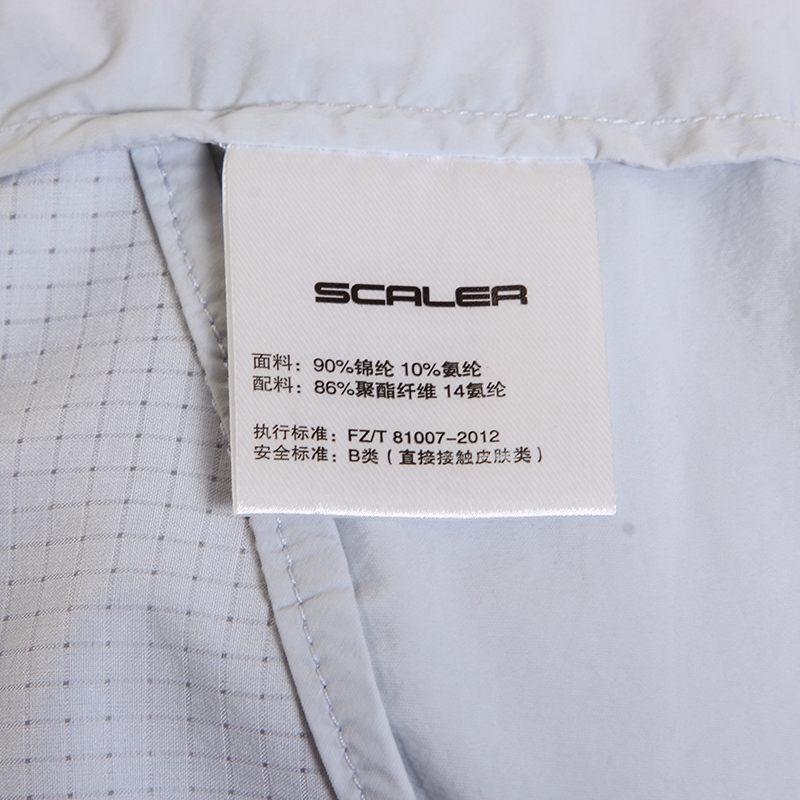 SCALER
面料：90%锦纶 10%氨纶
配料：86%聚酯纤维 14氨纶
执行标准：FZ/T 81007-2012
安全标准：B类（直接接触皮肤类）